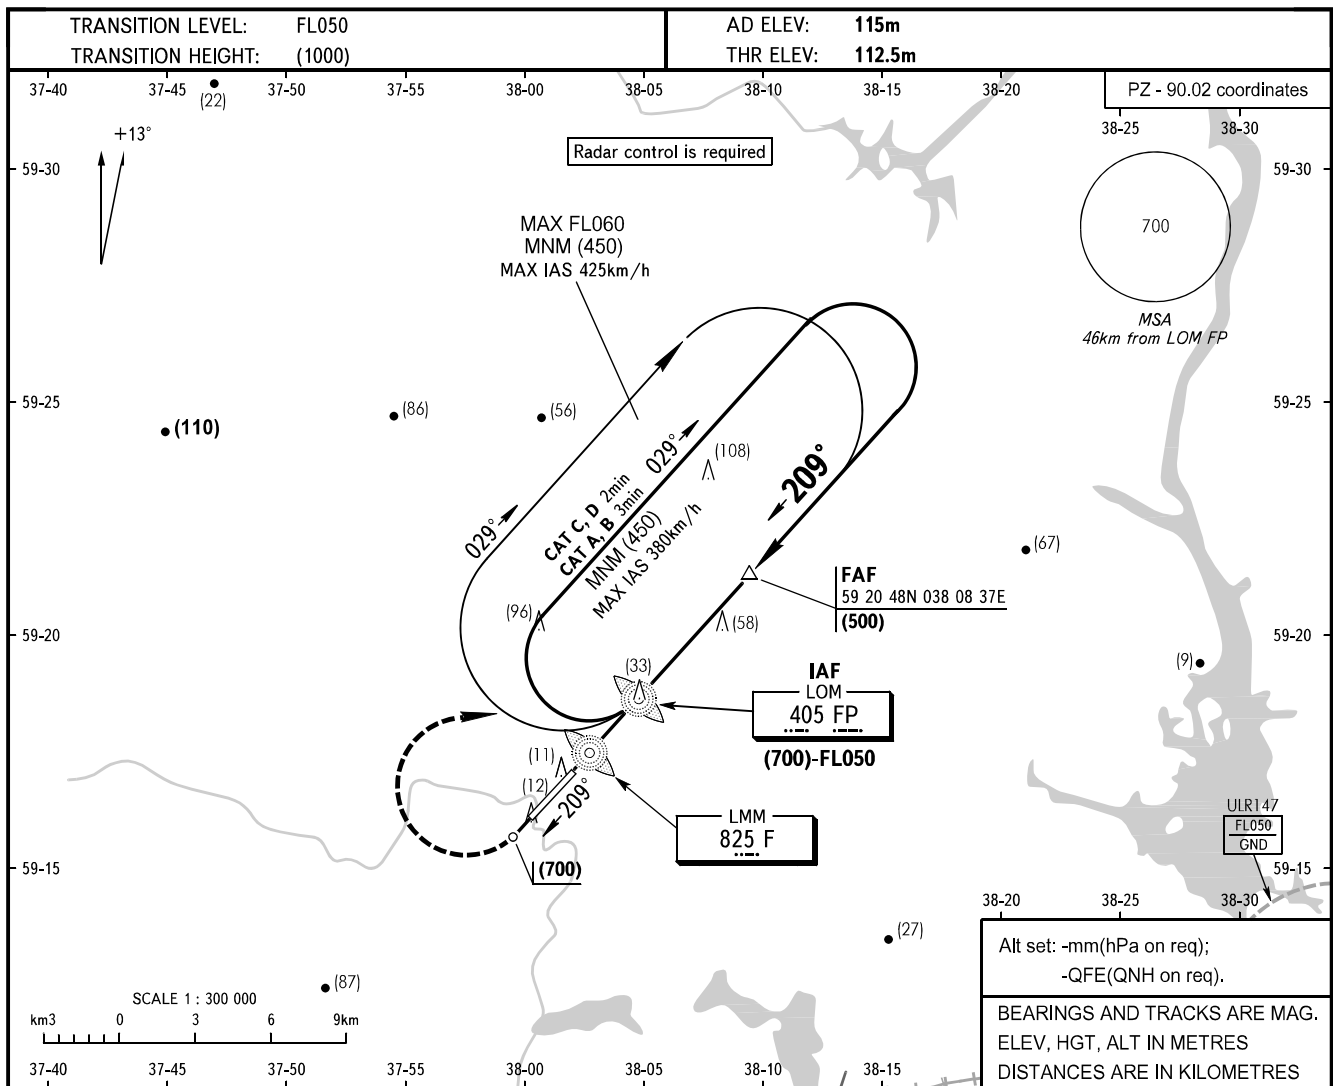 TRANSITION LEVEL: FL050
TRANSITION HEIGHT: (1000)
AD ELEV: 115m
THR ELEV: 112.5m
37-40 37-45 37-50 37-55 38-00 38-05 38-10 38-15 38-20
(22)
PZ - 90.02 coordinates
38-25 38-30
+13°
Radar control is required
59-30 59-30
700
MSA
46km from LOM FP
MAX FL060
MNM (450)
MAX IAS 425km/h
59-25 59-25
(110)
(86)
(56)
(108)
029°
029°
209°
CAT C, D 2min
CAT A, B 3min
MNM (450)
MAX IAS 380km/h
(67)
FAF
59 20 48N 038 08 37E
(500)
(96)
(58)
59-20 59-20
(33)
(9)
IAF
LOM
405 FP
(700)-FL050
(11)
(12)
209°
LMM
825 F
(700)
ULR147
FL050
GND
59-15 59-15
38-20 38-25 38-30
(27)
(87)
SCALE 1 : 300 000
km3 0 3 6 9km
37-40 37-45 37-50 37-55 38-00 38-05 38-10 38-15
Alt set: -mm(hPa on req);
-QFE(QNH on req).
BEARINGS AND TRACKS ARE MAG.
ELEV, HGT, ALT IN METRES
DISTANCES ARE IN KILOMETRES